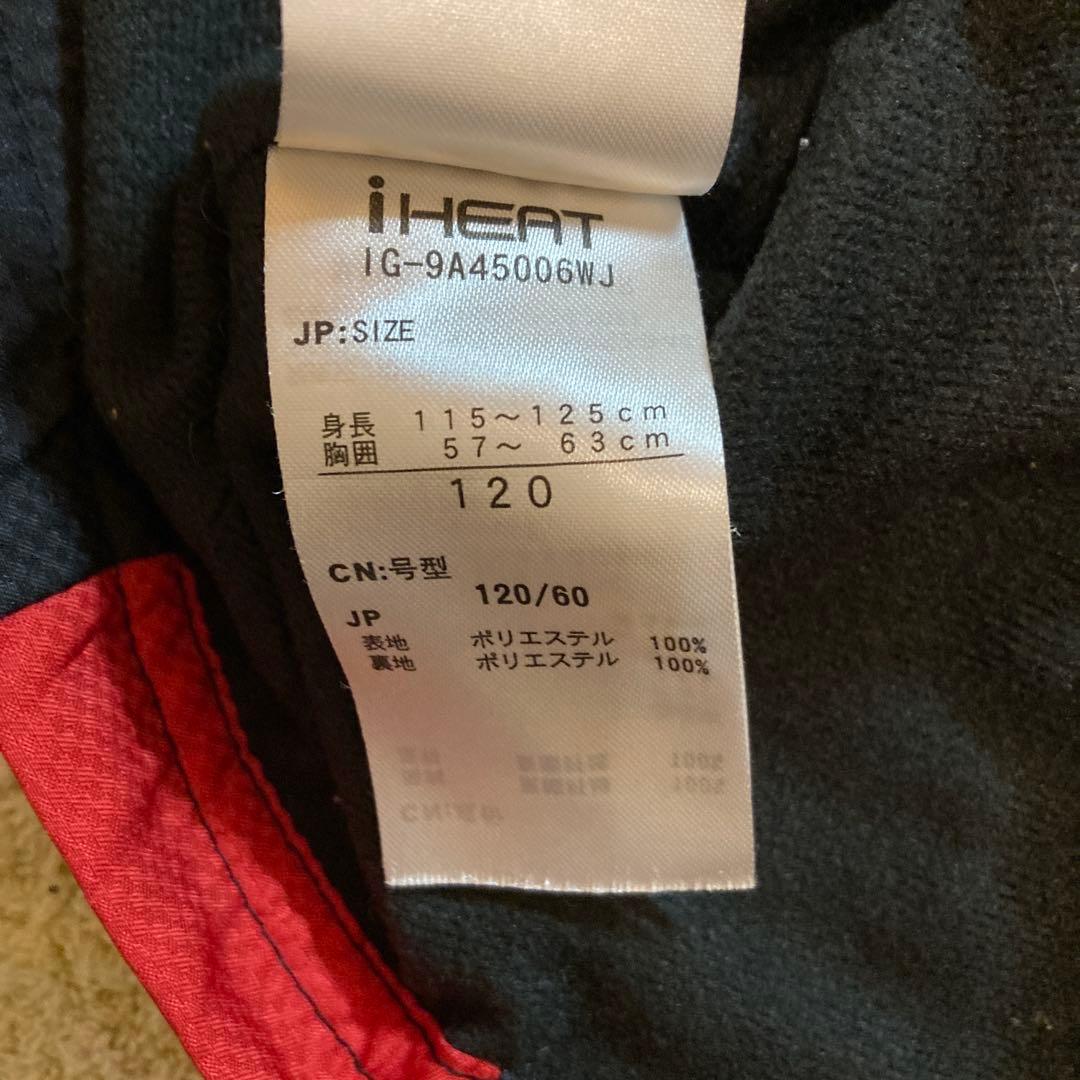 iHEAT
IG-9A45006WJ
JP:SIZE
身長 115～125cm
胸囲 57～ 63cm
120
CN:号型
120/60
JP
表地 ポリエステル 100%
裏地 ポリエステル 100%